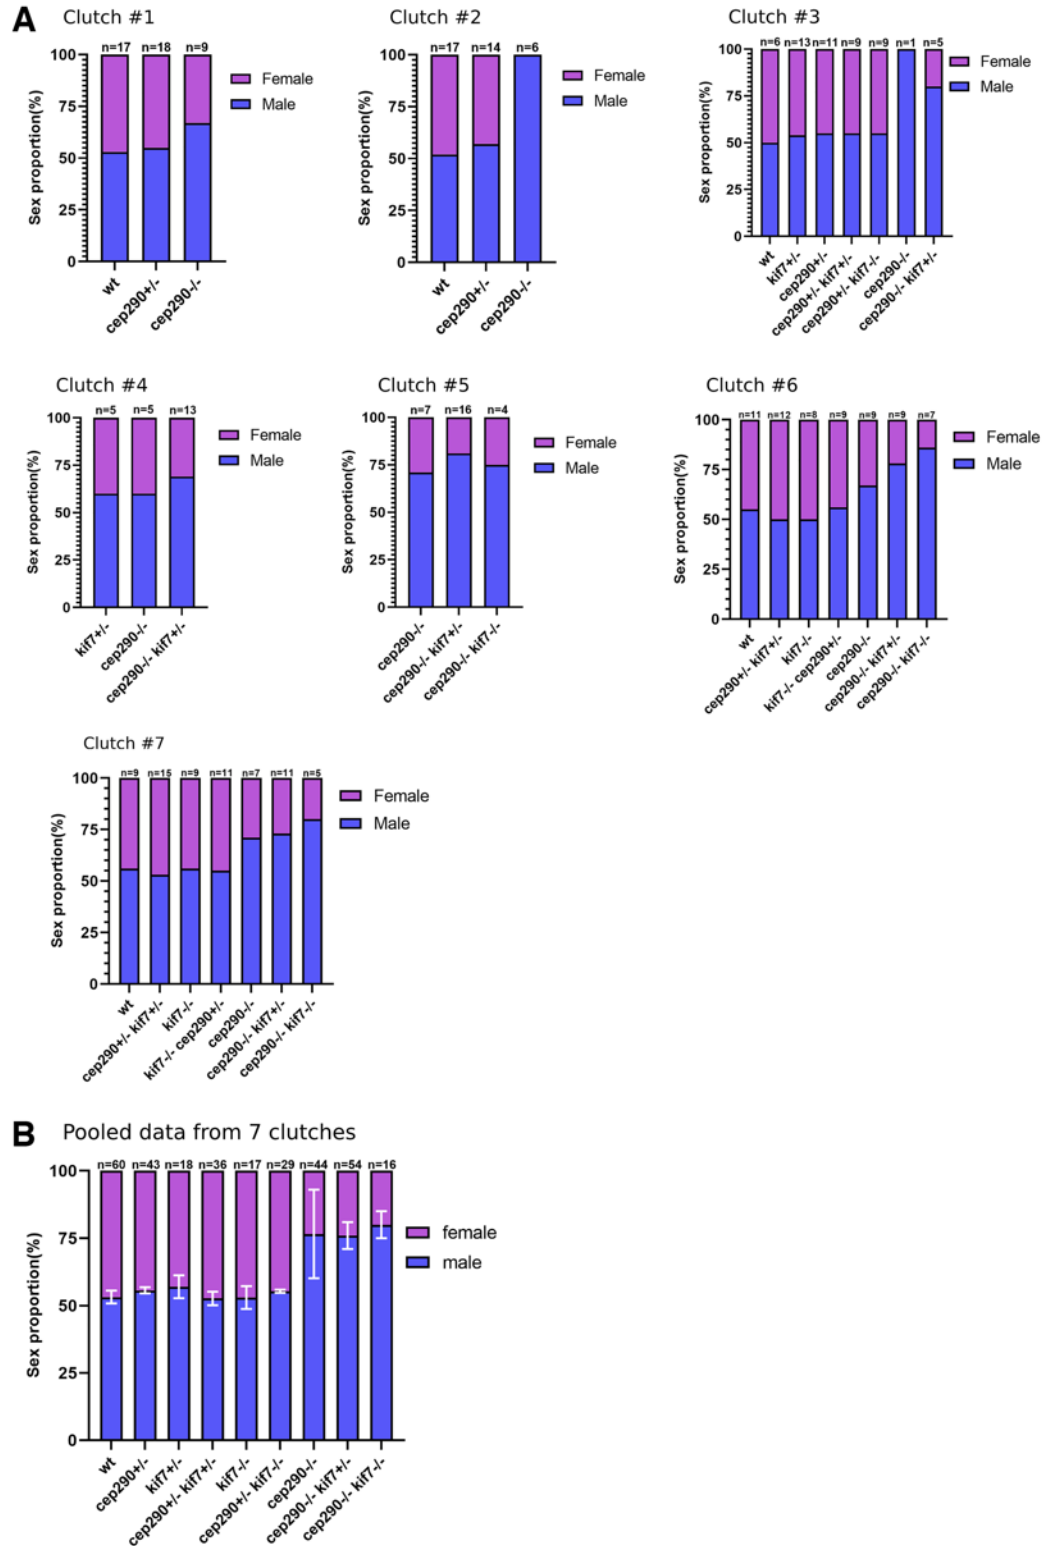 A
Clutch #1
n=17 n=18 n=9
100
75
50
25
0
Sex proportion(%)
Female
Male
wt
cep290+/-
cep290-/-
Clutch #2
n=17 n=14 n=6
100
75
50
25
0
Sex proportion(%)
Female
Male
wt
cep290+/-
cep290-/-
Clutch #3
n=6 n=13 n=11 n=9 n=9 n=1 n=5
100
75
50
25
0
Sex proportion(%)
Female
Male
wt
kif7+/-
cep290+/-
cep290+/- kif7+/-
cep290+/- kif7-/-
cep290-/-
cep290-/- kif7+/-
Clutch #4
n=5 n=5 n=13
100
75
50
25
0
Sex proportion(%)
Female
Male
kif7+/-
cep290-/-
cep290-/- kif7+/-
Clutch #5
n=7 n=16 n=4
100
75
50
25
0
Sex proportion(%)
Female
Male
cep290-/-
cep290-/- kif7+/-
cep290-/- kif7-/-
Clutch #6
n=11 n=12 n=8 n=9 n=9 n=9 n=7
100
75
50
25
0
Sex proportion(%)
Female
Male
wt
cep290+/- kif7+/-
kif7-/-
kif7-/- cep290+/-
cep290-/-
cep290-/- kif7+/-
cep290-/- kif7-/-
Clutch #7
n=9 n=15 n=9 n=11 n=7 n=11 n=5
100
75
50
25
0
Sex proportion(%)
Female
Male
wt
cep290+/- kif7+/-
kif7-/-
kif7-/- cep290+/-
cep290-/-
cep290-/- kif7+/-
cep290-/- kif7-/-
B
Pooled data from 7 clutches
n=60 n=43 n=18 n=36 n=17 n=29 n=44 n=54 n=16
100
75
50
25
0
Sex proportion(%)
female
male
wt
cep290+/-
kif7+/-
cep290+/- kif7+/-
kif7-/-
cep290+/- kif7-/-
cep290-/-
cep290-/- kif7+/-
cep290-/- kif7-/-